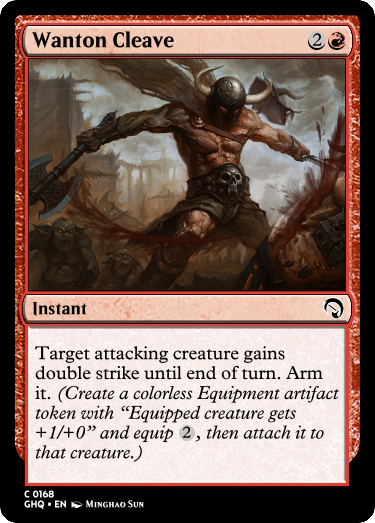 Wanton Cleave 2
Instant
Target attacking creature gains
double strike until end of turn. Arm
it. (Create a colorless Equipment artifact
token with “Equipped creature gets
+1/+0” and equip 2, then attach it to
that creature.)
C 0168
GHQ • EN Minghao Sun